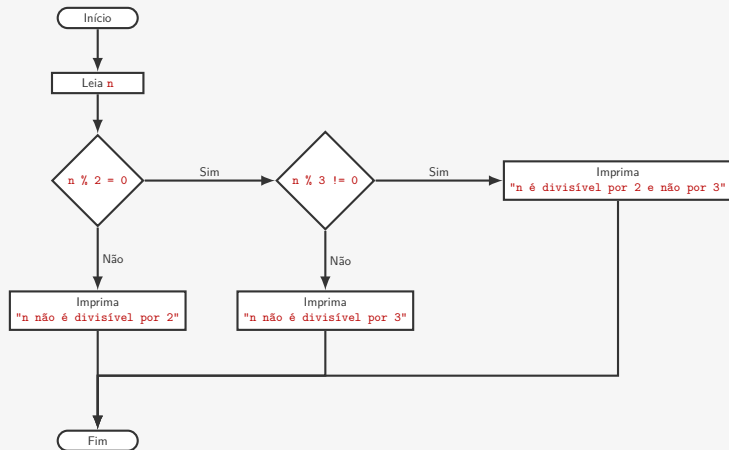 Início
Leia n
n % 2 = 0
Sim
n % 3 != 0
Sim
Imprima
"n é divisível por 2 e não por 3"
Não
Não
Imprima
"n não é divisível por 2"
Imprima
"n não é divisível por 3"
Fim